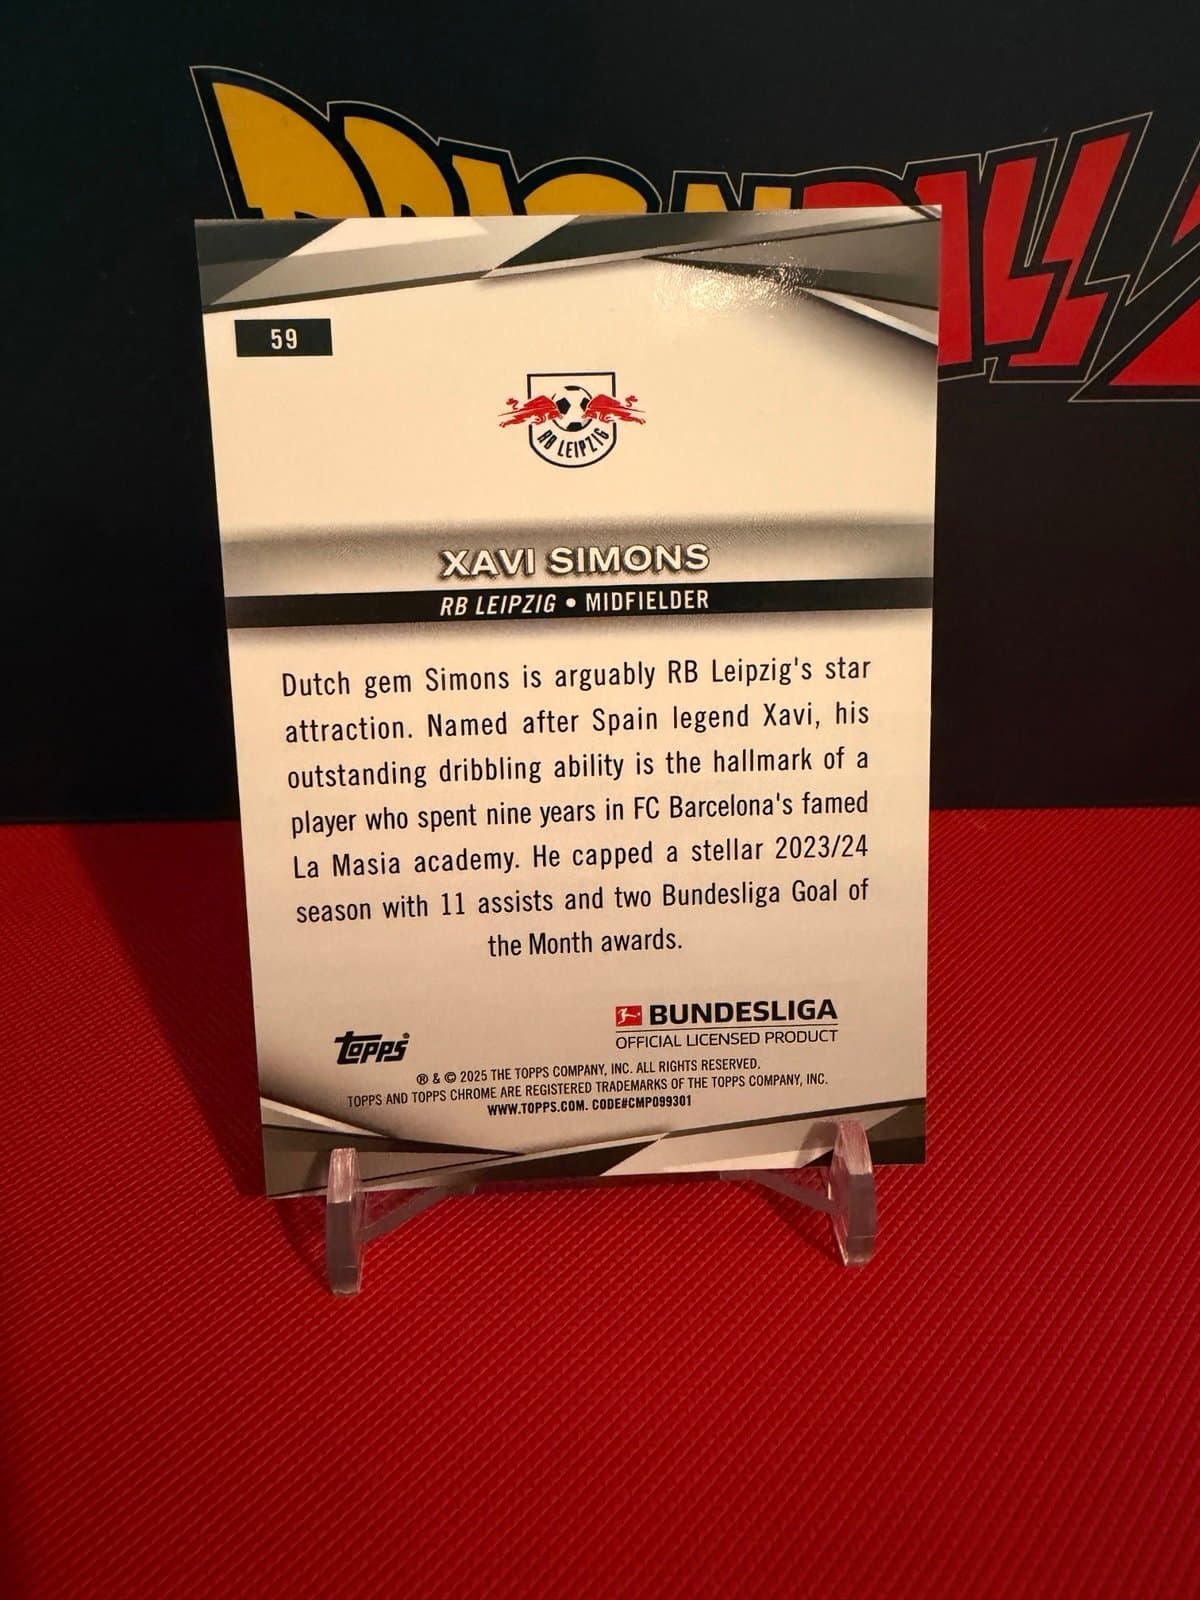 DRAGON BALL Z
59
RB LEIPZIG
XAVI SIMONS
RB LEIPZIG • MIDFIELDER
Dutch gem Simons is arguably RB Leipzig's star
attraction. Named after Spain legend Xavi, his
outstanding dribbling ability is the hallmark of a
player who spent nine years in FC Barcelona's famed
La Masia academy. He capped a stellar 2023/24
season with 11 assists and two Bundesliga Goal of
the Month awards.
topps®
BUNDESLIGA
OFFICIAL LICENSED PRODUCT
® & © 2025 THE TOPPS COMPANY, INC. ALL RIGHTS RESERVED.
TOPPS AND TOPPS CHROME ARE REGISTERED TRADEMARKS OF THE TOPPS COMPANY, INC.
WWW.TOPPS.COM. CODE#CMP099301